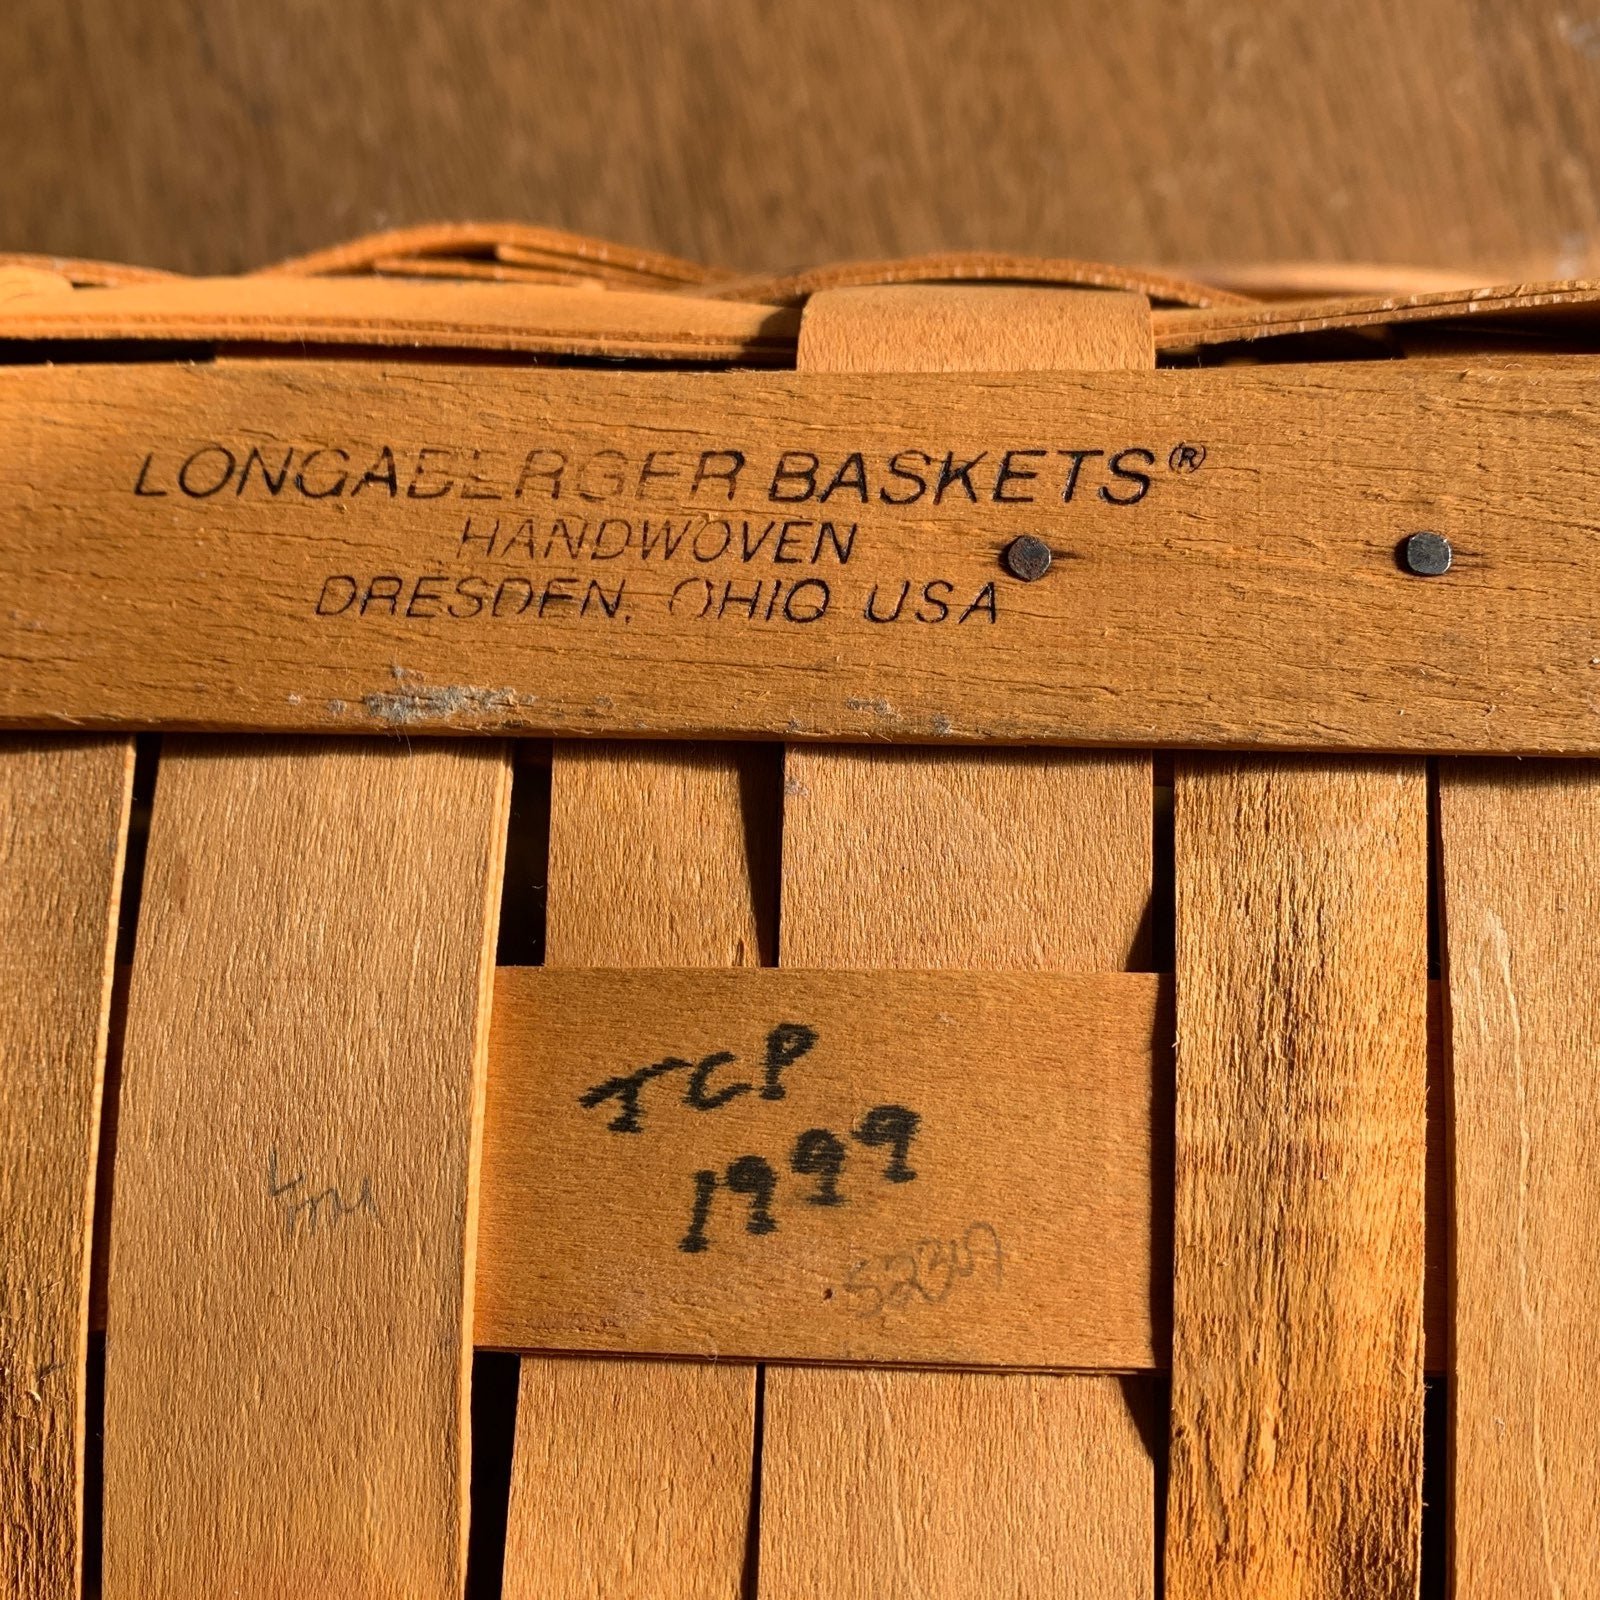 LONGABERGER BASKETS®
HANDWOVEN
DRESDEN, OHIO USA
TCP
1999